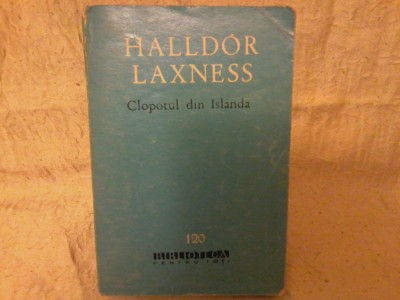 HALLDÓR
LAXNESS
Clopotul din Islanda
120
BIBLIOTECA
PENTRU TOȚI